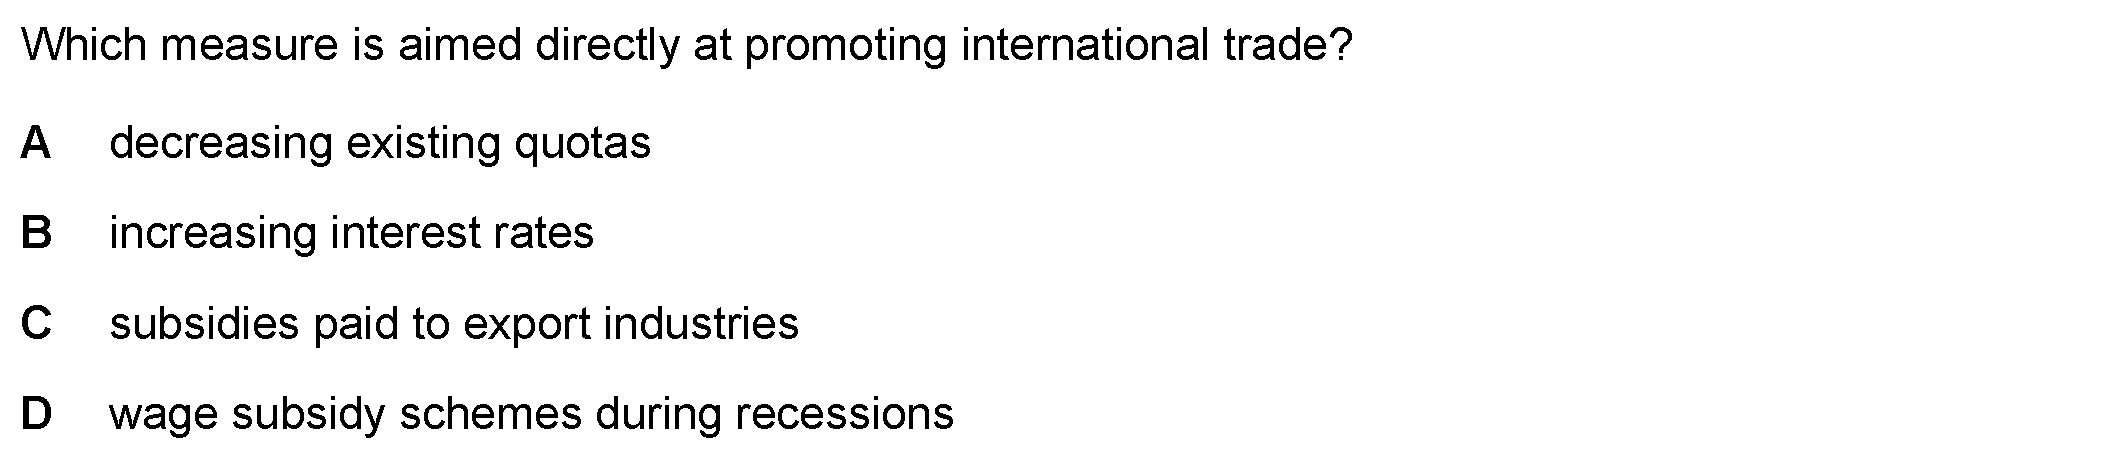 Which measure is aimed directly at promoting international trade?
A decreasing existing quotas
B increasing interest rates
C subsidies paid to export industries
D wage subsidy schemes during recessions